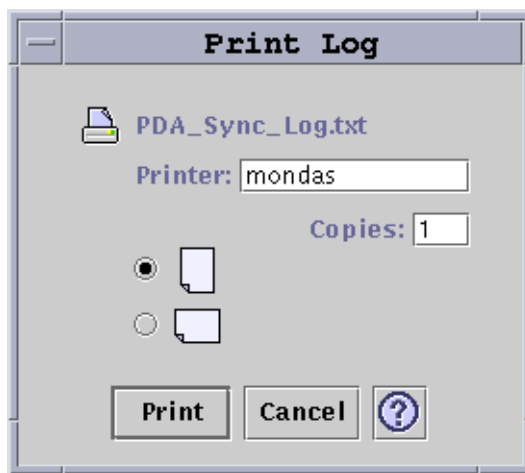 Print Log
PDA_Sync_Log.txt
Printer: mondas
Copies: 1
Print Cancel ?